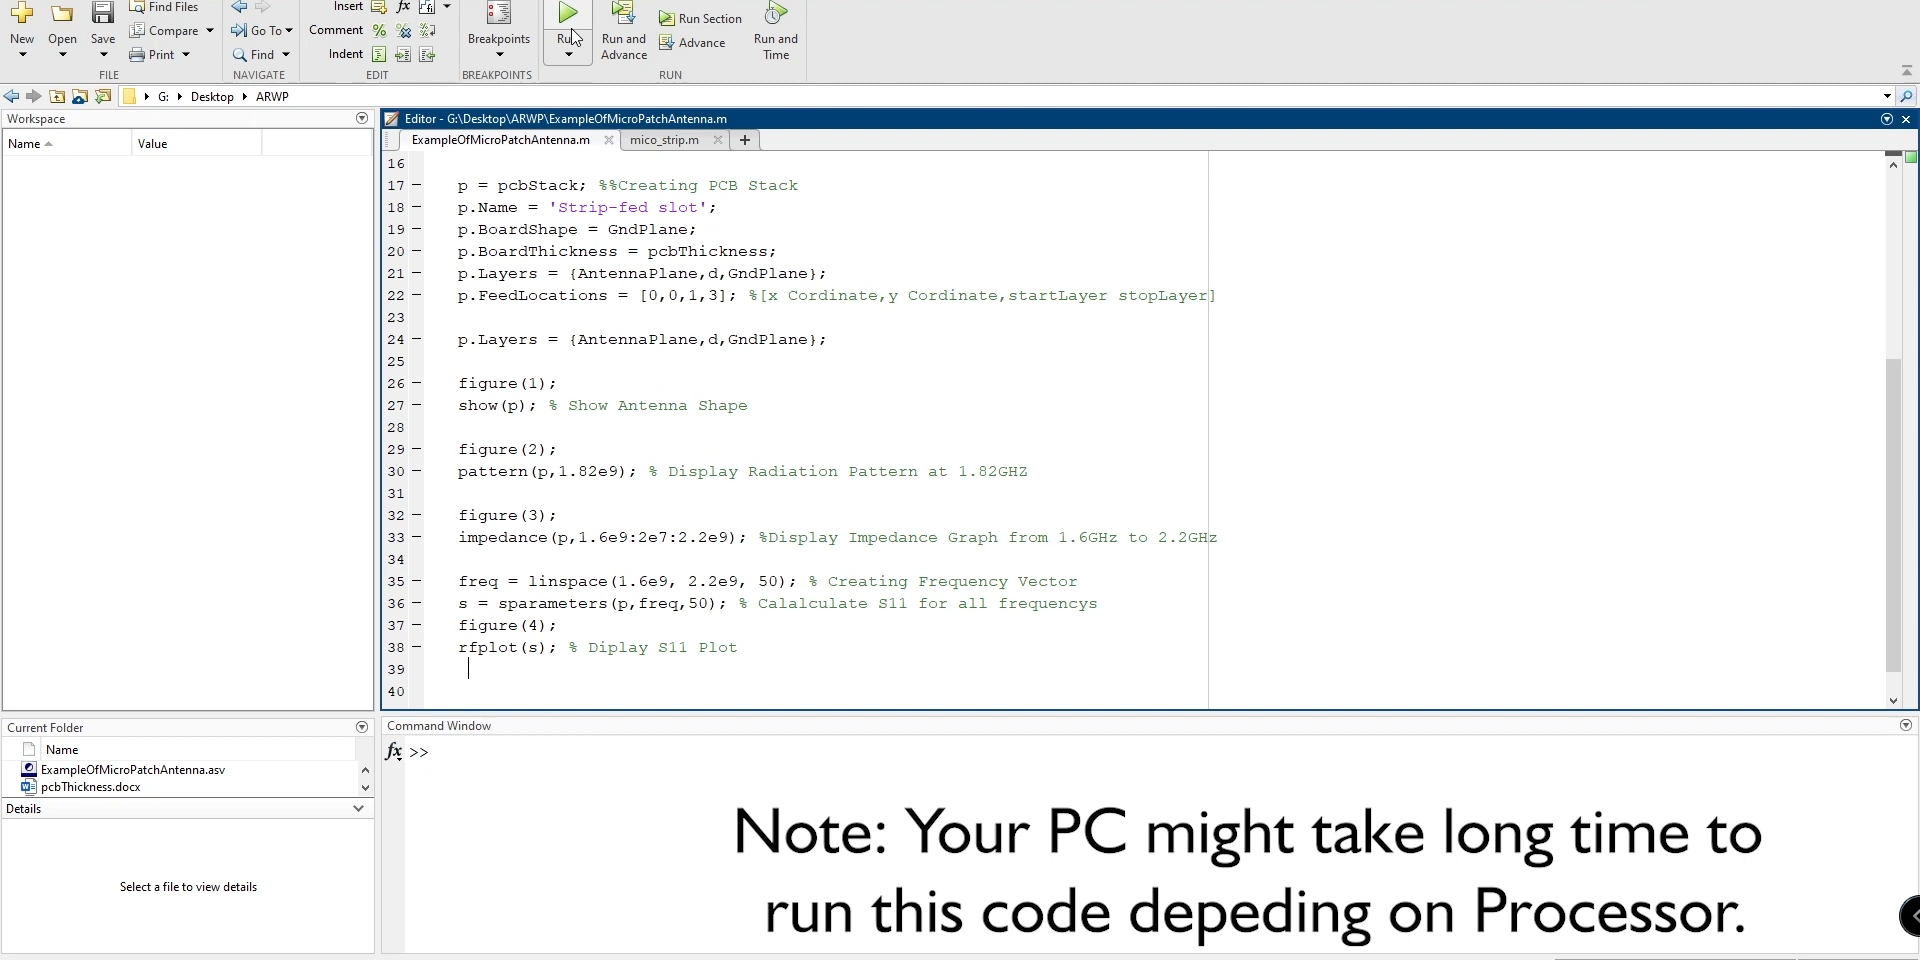 New
Open
Save
Find Files
Compare
Print
FILE
Go To
Find
NAVIGATE
Insert
Comment
Indent
EDIT
Breakpoints
BREAKPOINTS
Run
Run and
Advance
Run Section
Advance
Run and
Time
RUN
G: Desktop ARWP
Workspace
Name
Value
Editor - G:\Desktop\ARWP\ExampleOfMicroPatchAntenna.m
ExampleOfMicroPatchAntenna.m
mico_strip.m
16
17 p = pcbStack; %%Creating PCB Stack
18 p.Name = 'Strip-fed slot';
19 p.BoardShape = GndPlane;
20 p.BoardThickness = pcbThickness;
21 p.Layers = {AntennaPlane,d,GndPlane};
22 p.FeedLocations = [0,0,1,3]; %[x Cordinate,y Cordinate,startLayer stopLayer]
23
24 p.Layers = {AntennaPlane,d,GndPlane};
25
26 figure(1);
27 show(p); % Show Antenna Shape
28
29 figure(2);
30 pattern(p,1.82e9); % Display Radiation Pattern at 1.82GHZ
31
32 figure(3);
33 impedance(p,1.6e9:2e7:2.2e9); %Display Impedance Graph from 1.6GHz to 2.2GHz
34
35 freq = linspace(1.6e9, 2.2e9, 50); % Creating Frequency Vector
36 s = sparameters(p,freq,50); % Calalculate S11 for all frequencys
37 figure(4);
38 rfplot(s); % Diplay S11 Plot
39
40
Current Folder
Name
ExampleOfMicroPatchAntenna.asv
pcbThickness.docx
Details
Select a file to view details
Command Window
fx >>
Note: Your PC might take long time to
run this code depeding on Processor.